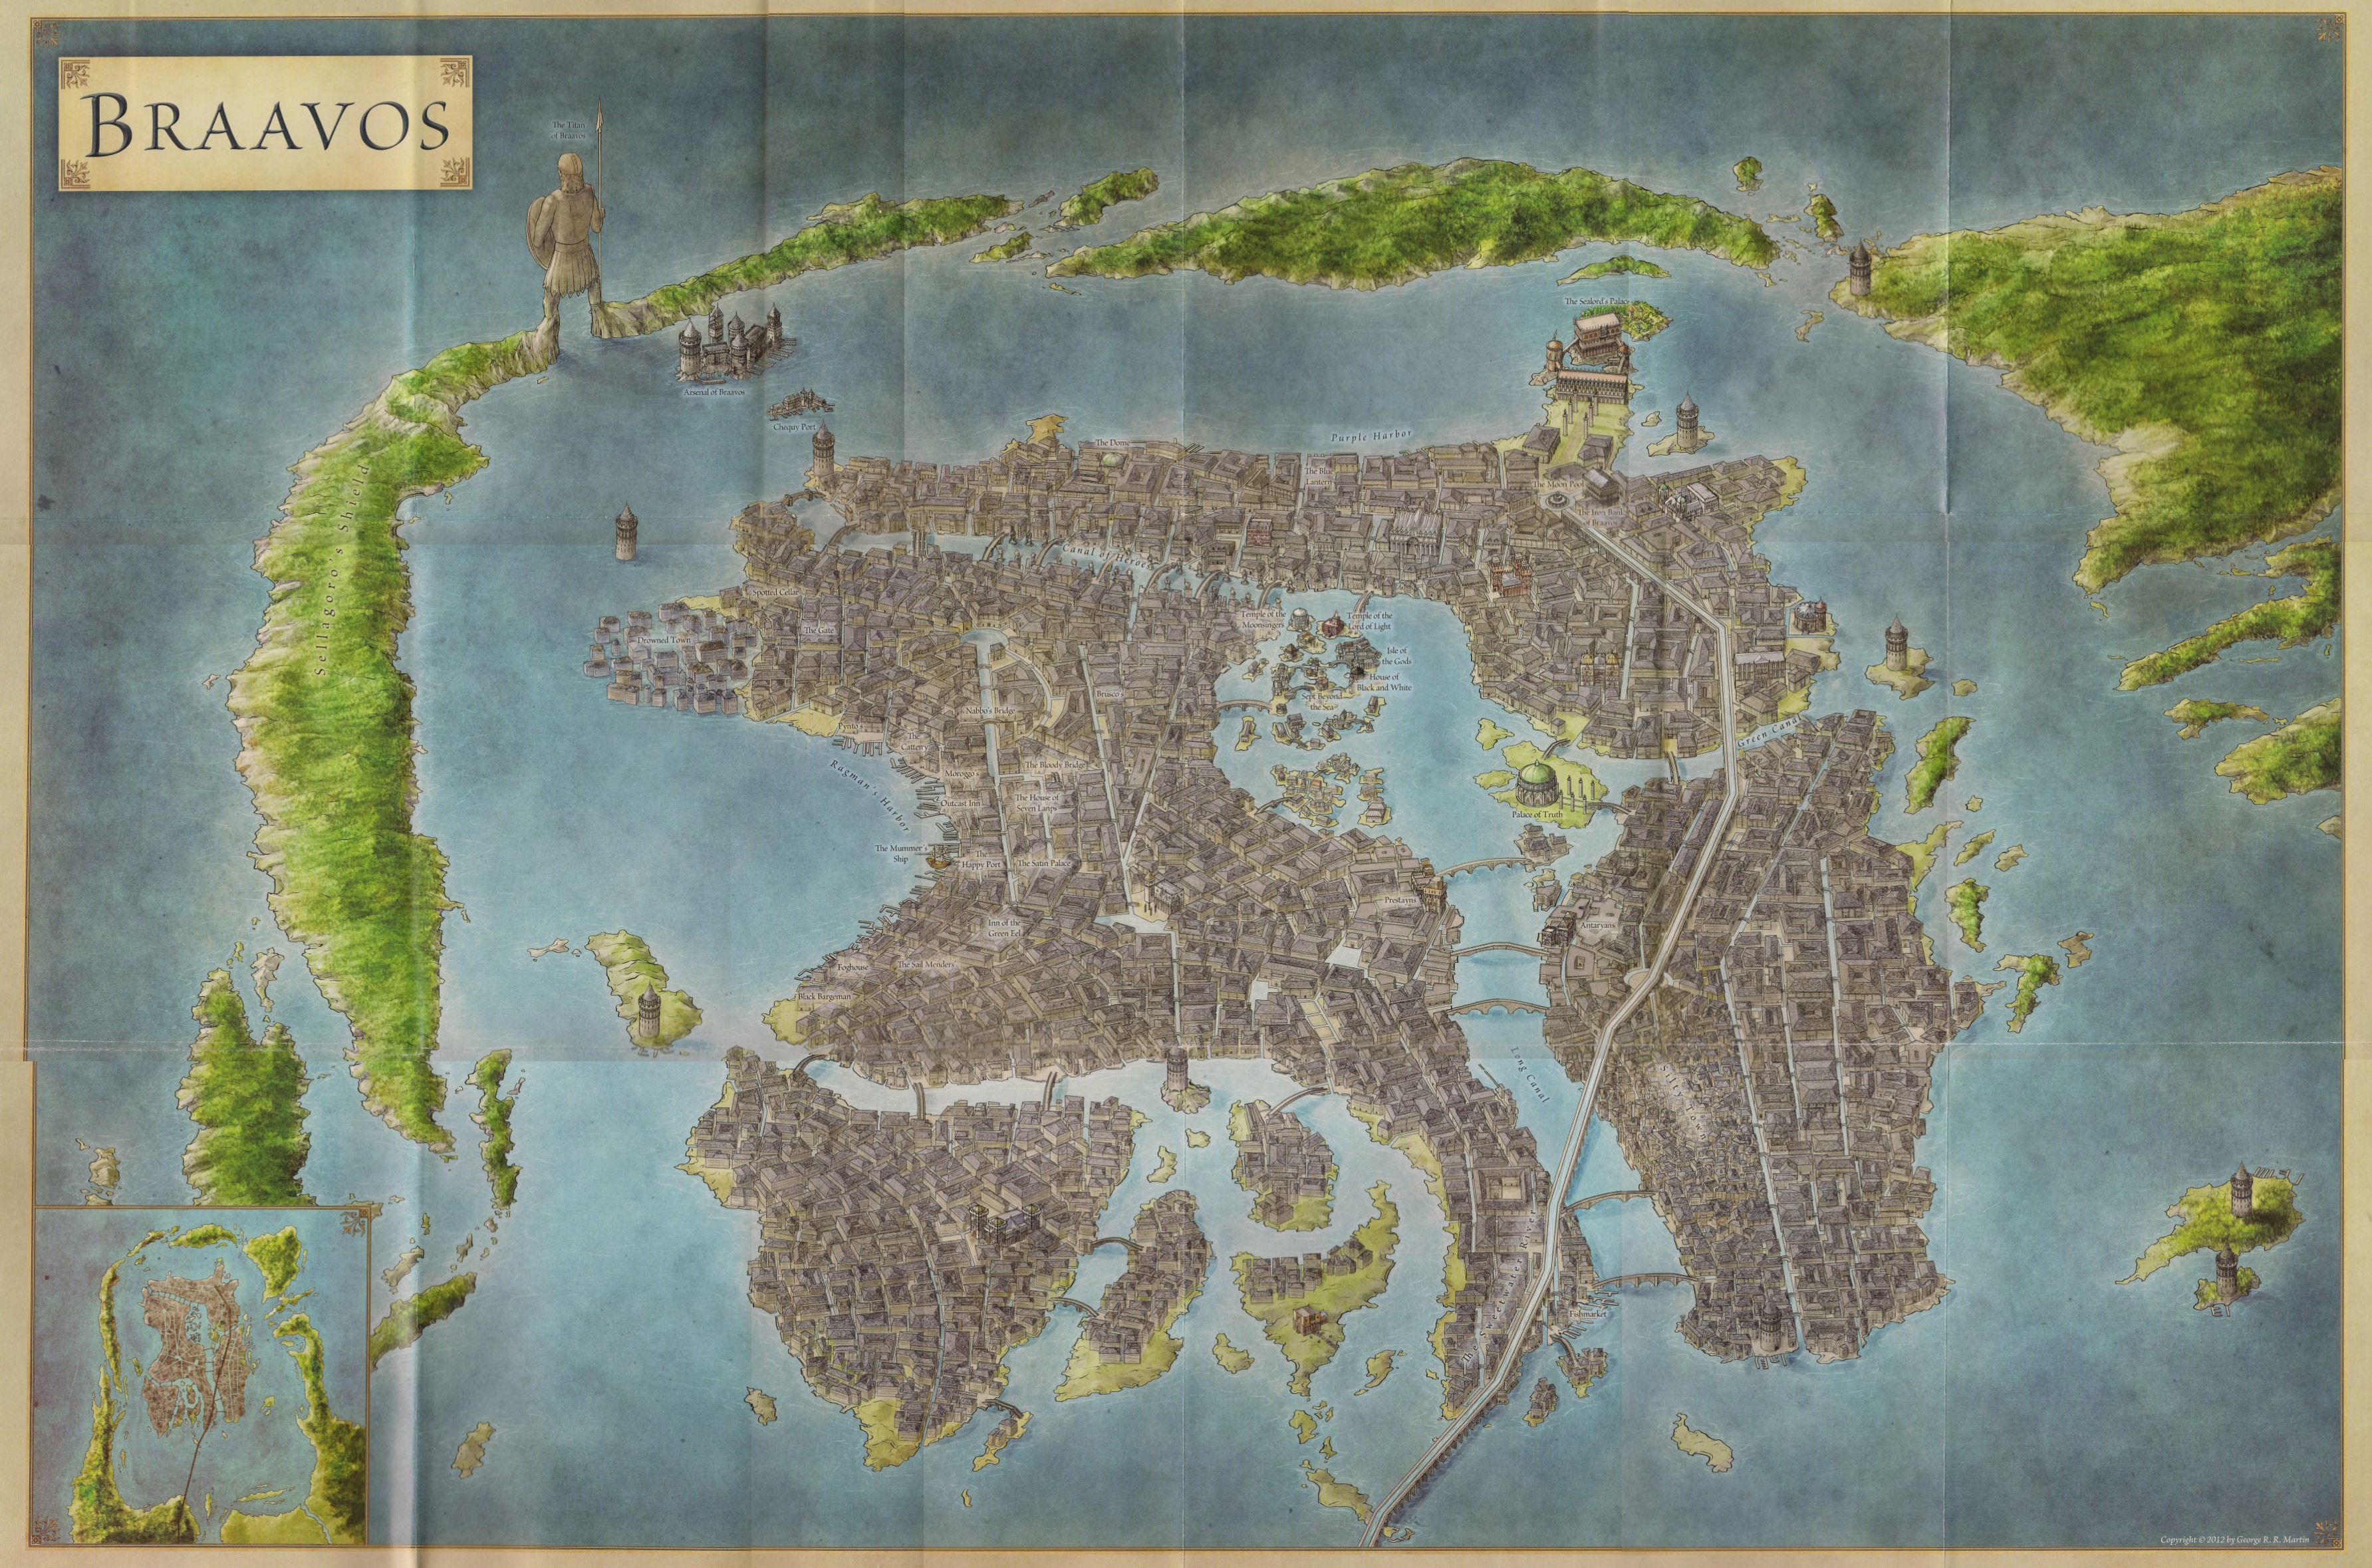 BRAAVOS
The Titan
of Braavos
The Sealord's Palace
Arsenal of Braavos
Chequy Port
Purple Harbor
The Dome
The Blue
Lantern
The Moon Pool
The Iron Bank
of Braavos
Sellagoro's Shield
Canal of Heroes
Spotted Cellar
The Gate
Drowned Town
Temple of the
Moonsingers
Temple of the
Lord of Light
Isle of
the Gods
House of
Black and White
Sept Beyond
the Sea
Brusco's
Nabbo's Bridge
Pynto's
The
Cattery
Green Canal
Ragman's Harbor
Moroggo's
The Bloody Bridge
Outcast Inn
The House of
Seven Lamps
Palace of Truth
The Mummer's
Ship
The
Happy Port
The Satin Palace
Prestayns
Inn of the
Green Eel
Antaryans
Foghouse
The Sail Menders'
Black Bargeman
Long Canal
Silty Town
The Sweetwater River
Fishmarket
Copyright © 2012 by George R. R. Martin